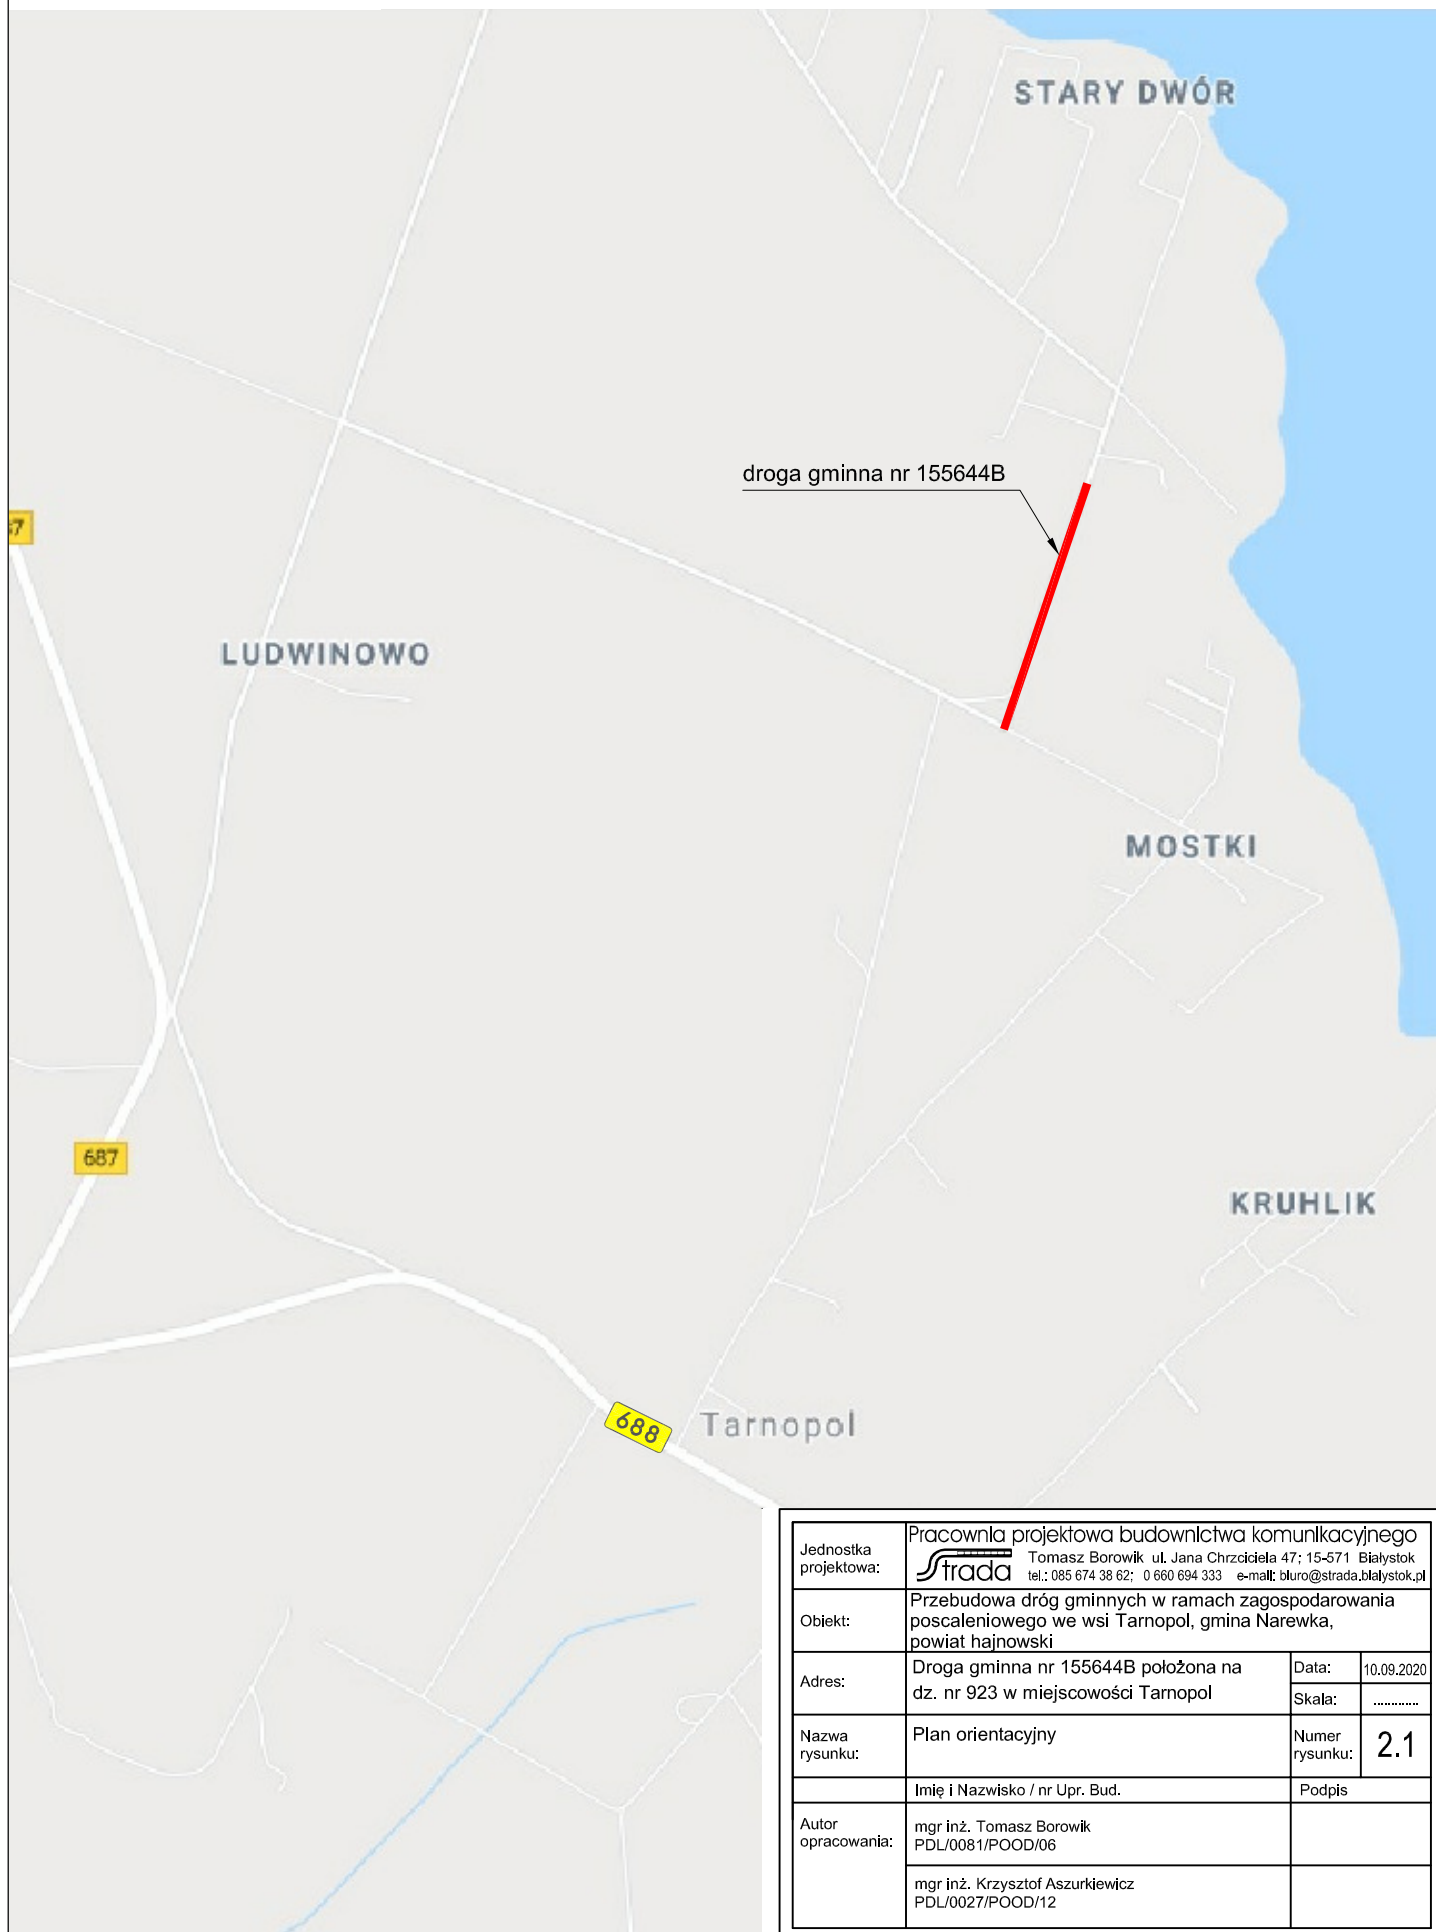 STARY DWÓR
droga gminna nr 155644B
67
LUDWINOWO
MOSTKI
687
KRUHLIK
688
Tarnopol
Jednostka
projektowa:
Pracownia projektowa budownictwa komunikacyjnego
Strada
Tomasz Borowik ul. Jana Chrzciciela 47; 15-571 Białystok
tel.: 085 674 38 62; 0 660 694 333 e-mail: biuro@strada.bialystok.pl
Obiekt:
Przebudowa dróg gminnych w ramach zagospodarowania
poscaleniowego we wsi Tarnopol, gmina Narewka,
powiat hajnowski
Adres:
Droga gminna nr 155644B położona na
dz. nr 923 w miejscowości Tarnopol
Data: 10.09.2020
Skala: .............
Nazwa
rysunku:
Plan orientacyjny
Numer
rysunku:
2.1
Imię i Nazwisko / nr Upr. Bud.
Podpis
Autor
opracowania:
mgr inż. Tomasz Borowik
PDL/0081/POOD/06
mgr inż. Krzysztof Aszurkiewicz
PDL/0027/POOD/12